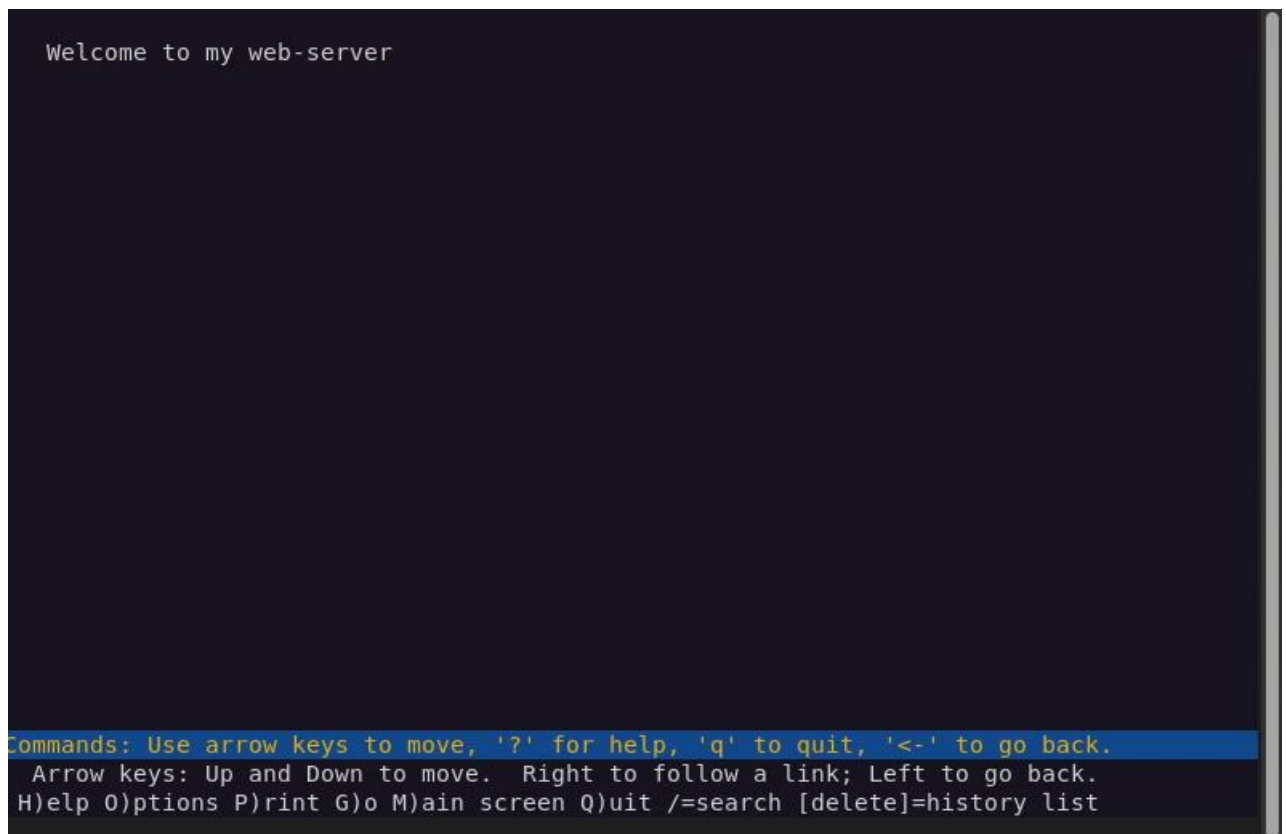 Welcome to my web-server
Commands: Use arrow keys to move, '?' for help, 'q' to quit, '<-' to go back.
Arrow keys: Up and Down to move.  Right to follow a link; Left to go back.
H)elp O)ptions P)rint G)o M)ain screen Q)uit /=search [delete]=history list